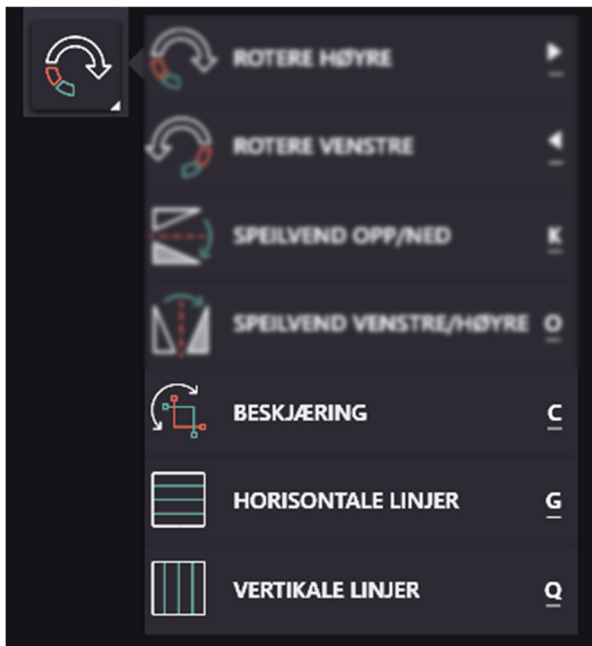 ROTERE HØYRE
ROTERE VENSTRE
SPEILVEND OPP/NED K
SPEILVEND VENSTRE/HØYRE O
BESKJÆRING C
HORISONTALE LINJER G
VERTIKALE LINJER Q